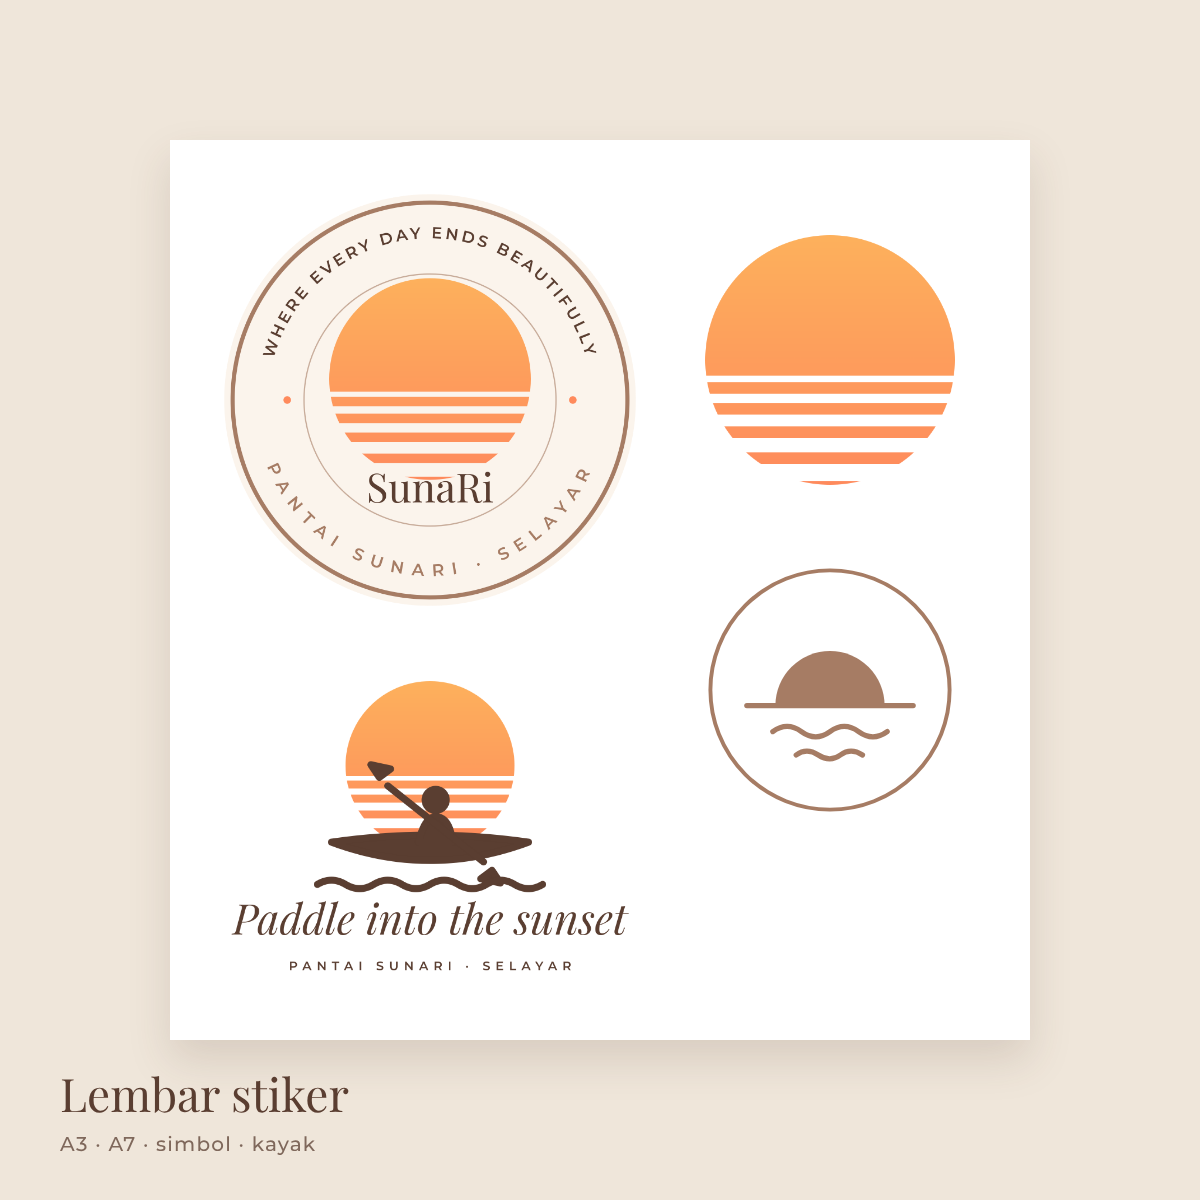 WHERE EVERY DAY ENDS BEAUTIFULLY
SunaRi
PANTAI SUNARI · SELAYAR
Paddle into the sunset
PANTAI SUNARI · SELAYAR
Lembar stiker
A3 · A7 · simbol · kayak